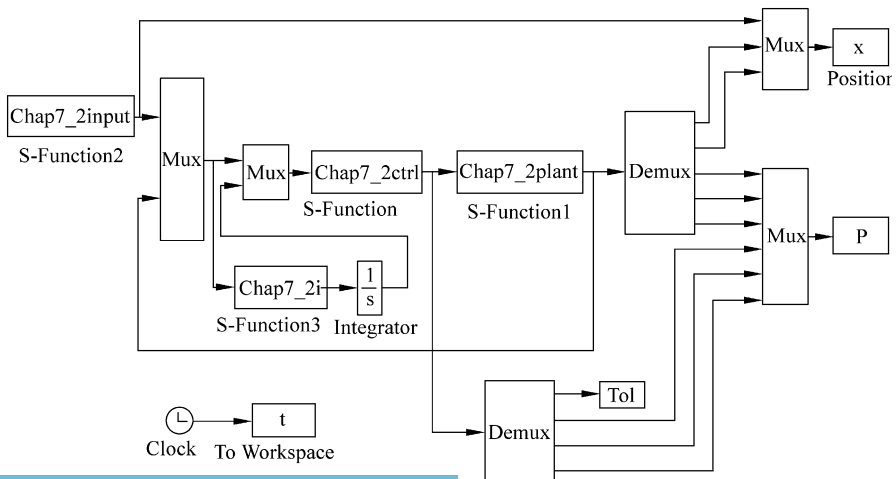 Mux
x
Position
Chap7_2input
S-Function2
Mux
Mux
Chap7_2ctrl
S-Function
Chap7_2plant
S-Function1
Demux
Mux
P
Chap7_2i
S-Function3
1
s
Integrator
Tol
Demux
t
Clock
To Workspace